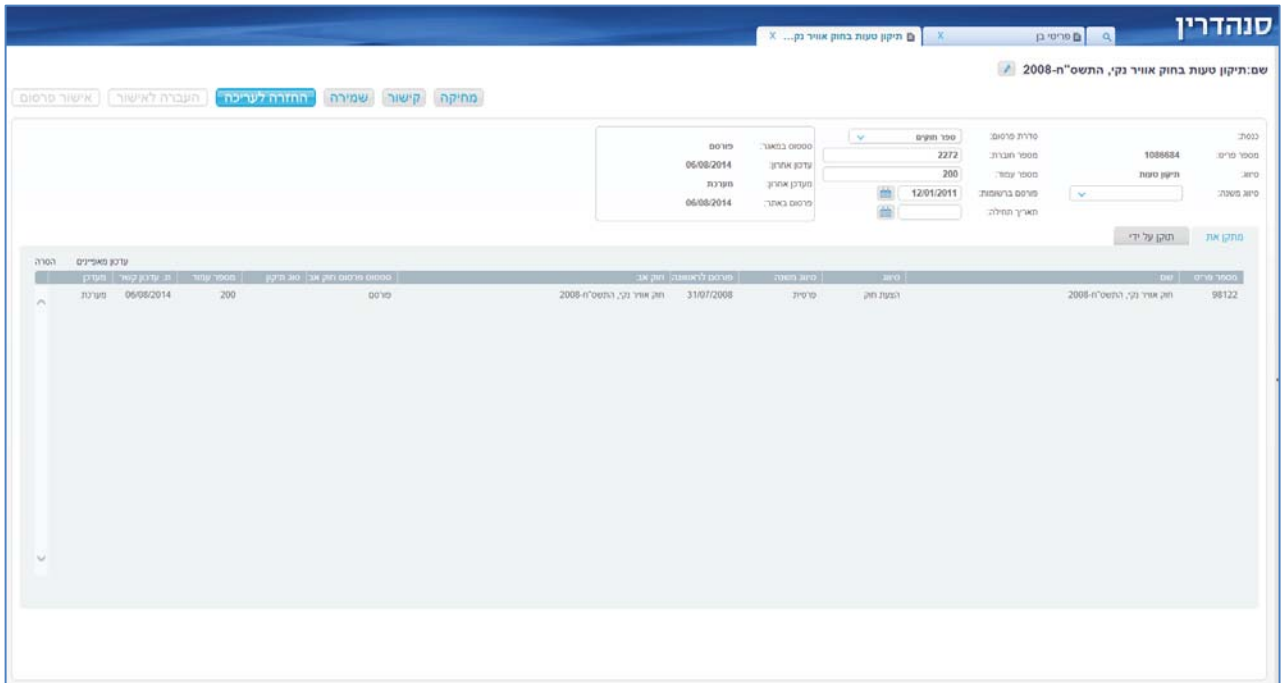 סנהדרין
פריטי בן X תיקון טעות בחוק אוויר נק... X
שם:תיקון טעות בחוק אוויר נקי, התשס"ח-2008
מחיקה קישור שמירה החזרה לעריכה העברה לאישור אישור פרסום
כנסת: סדרת פרסום: ספר חוקים סטטוס במאגר: פורסם
מספר פריט: 1086684 מספר חוברת: 2272 עדכון אחרון: 06/08/2014
סיווג: תיקון טעות מספר עמוד: 200 מעדכן אחרון: מערכת
סיווג משנה: פורסם ברשומות: 12/01/2011 פרסום באתר: 06/08/2014
תאריך תחילה:
מתקן את תוקן על ידי
עדכון מאפיינים הסרה
מספר פריט שם סיווג סיווג משנה פורסם לראשונה חוק אב: סטטוס פרסום חוק אב סוג תיקון מספר עמוד ת. עדכון קשר מעדכן
98122 חוק אוויר נקי, התשס"ח-2008 הצעת חוק פרטית 31/07/2008 חוק אוויר נקי, התשס"ח-2008 פורסם 200 06/08/2014 מערכת